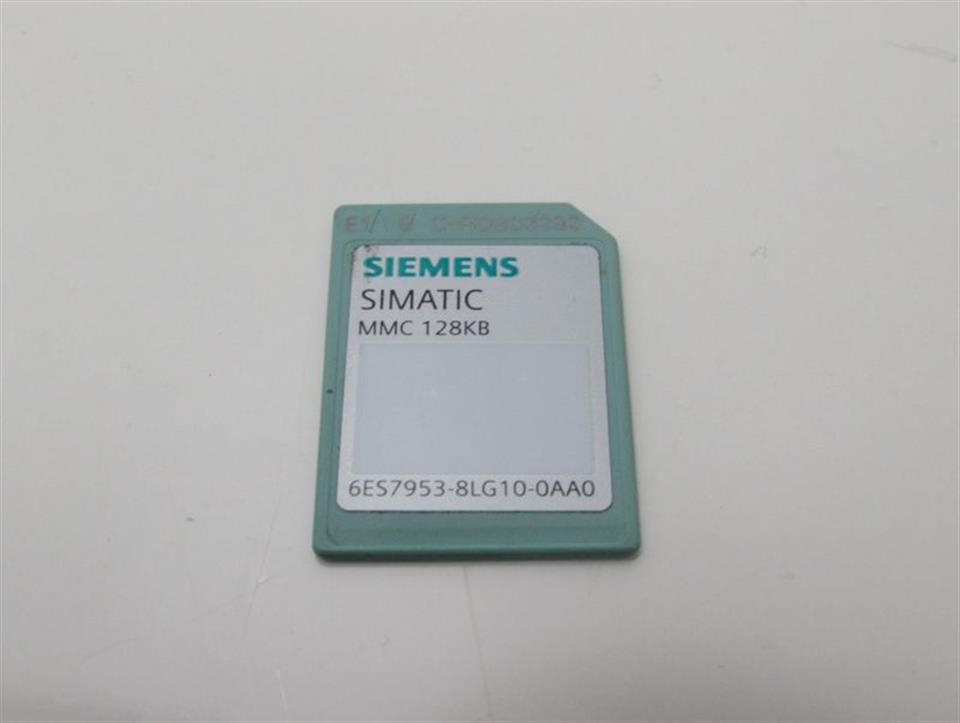 SIEMENS
SIMATIC
MMC 128KB
6ES7953-8LG10-0AA0